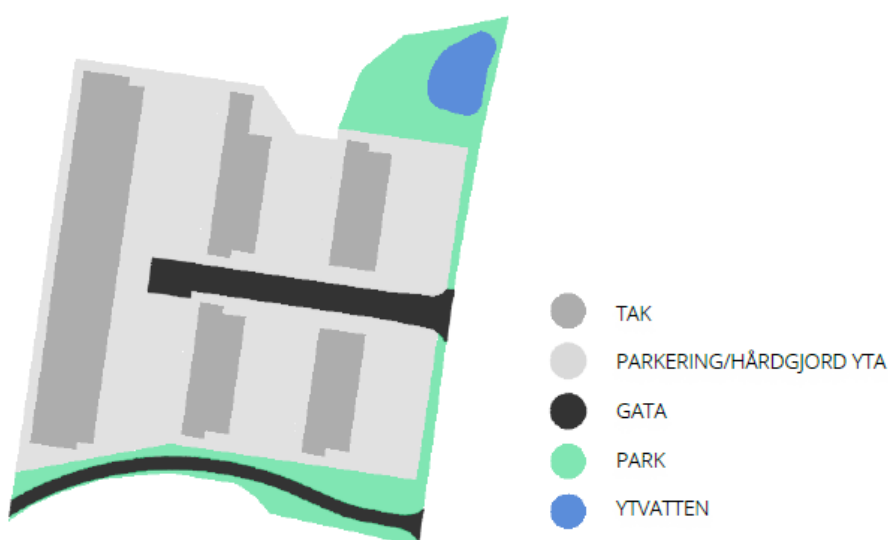 TAK
PARKERING/HÅRDGJORD YTA
GATA
PARK
YTVATTEN